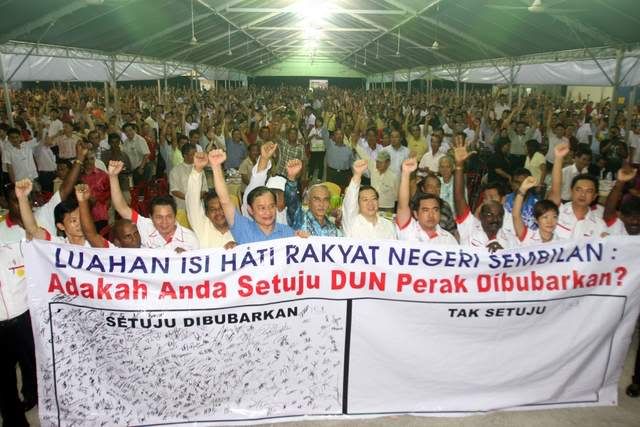 LUAHAN ISI HATI RAKYAT NEGERI SEMBILAN :
Adakah Anda Setuju DUN Perak Dibubarkan?
SETUJU DIBUBARKAN
TAK SETUJU